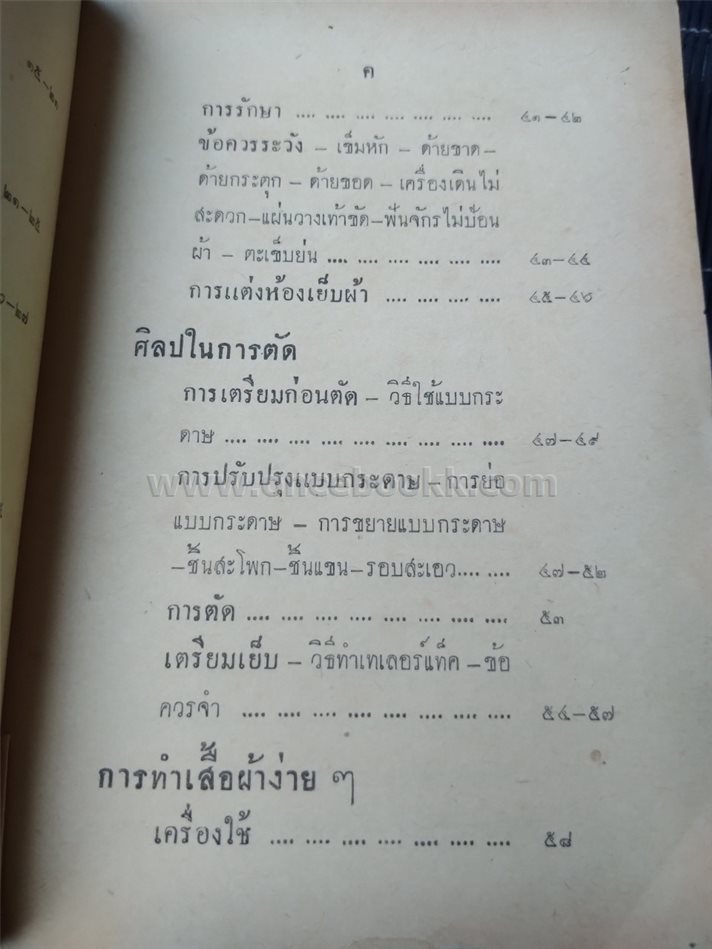 ค
การรักษา .... .... .... .... .... .... .... ๔๓-๔๒
ข้อควรระวัง – เข็มหัก – ด้ายขาด –
ด้ายกระตุก – ด้ายขอด – เครื่องเดินไม่
สะดวก–แผ่นวางเท้าขัด–ฟันจักรไม่ป้อน
ผ้า – ตะเข็บย่น .... .... .... .... .... .... ๔๓-๔๔
การแต่งห้องเย็บผ้า .... .... .... .... ๔๕-๔๖
ศิลปในการตัด
การเตรียมก่อนตัด – วิธีใช้แบบกระ
ดาษ .... .... .... .... .... .... .... .... .... ๔๗-๔๙
การปรับปรุงแบบกระดาษ – การย่อ
www.oncebookk.com
แบบกระดาษ – การขยายแบบกระดาษ
–ชิ้นสะโพก–ชิ้นแขน–รอบสะเอว.... .... ๔๗-๕๒
การตัด .... .... .... .... .... .... .... .... ๕๓
เตรียมเย็บ – วิธีทำเทเลอร์แท็ค – ข้อ
ควรจำ .... .... .... .... .... .... .... .... ๕๔-๕๗
การทำเสื้อผ้าง่าย ๆ
เครื่องใช้ .... .... .... .... .... .... .... ๕๘